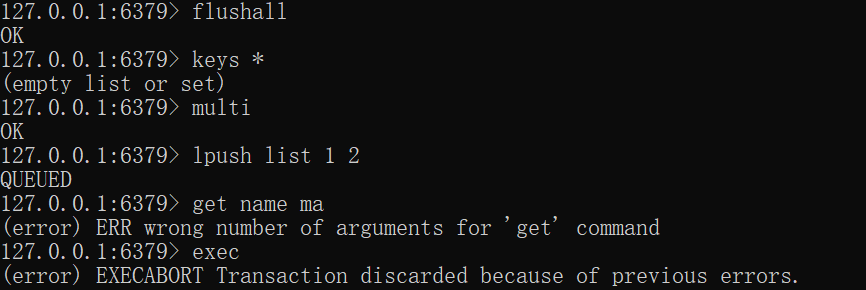 127.0.0.1:6379> flushall
OK
127.0.0.1:6379> keys *
(empty list or set)
127.0.0.1:6379> multi
OK
127.0.0.1:6379> lpush list 1 2
QUEUED
127.0.0.1:6379> get name ma
(error) ERR wrong number of arguments for 'get' command
127.0.0.1:6379> exec
(error) EXECABORT Transaction discarded because of previous errors.